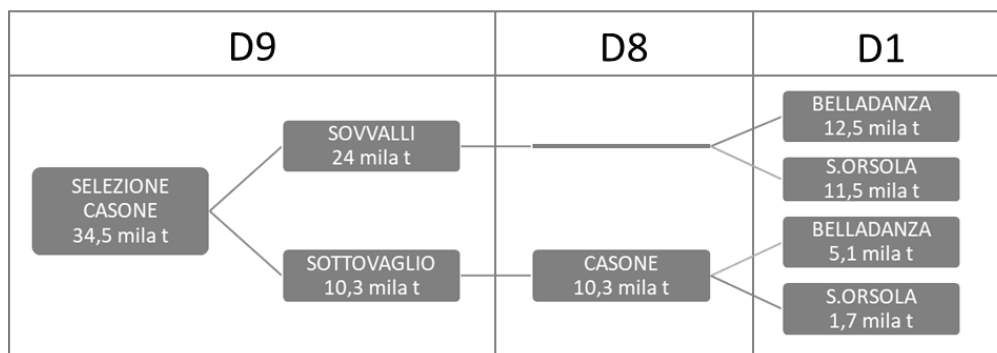 D9
D8
D1
SELEZIONE
CASONE
34,5 mila t
SOVVALLI
24 mila t
SOTTOVAGLIO
10,3 mila t
CASONE
10,3 mila t
BELLADANZA
12,5 mila t
S.ORSOLA
11,5 mila t
BELLADANZA
5,1 mila t
S.ORSOLA
1,7 mila t